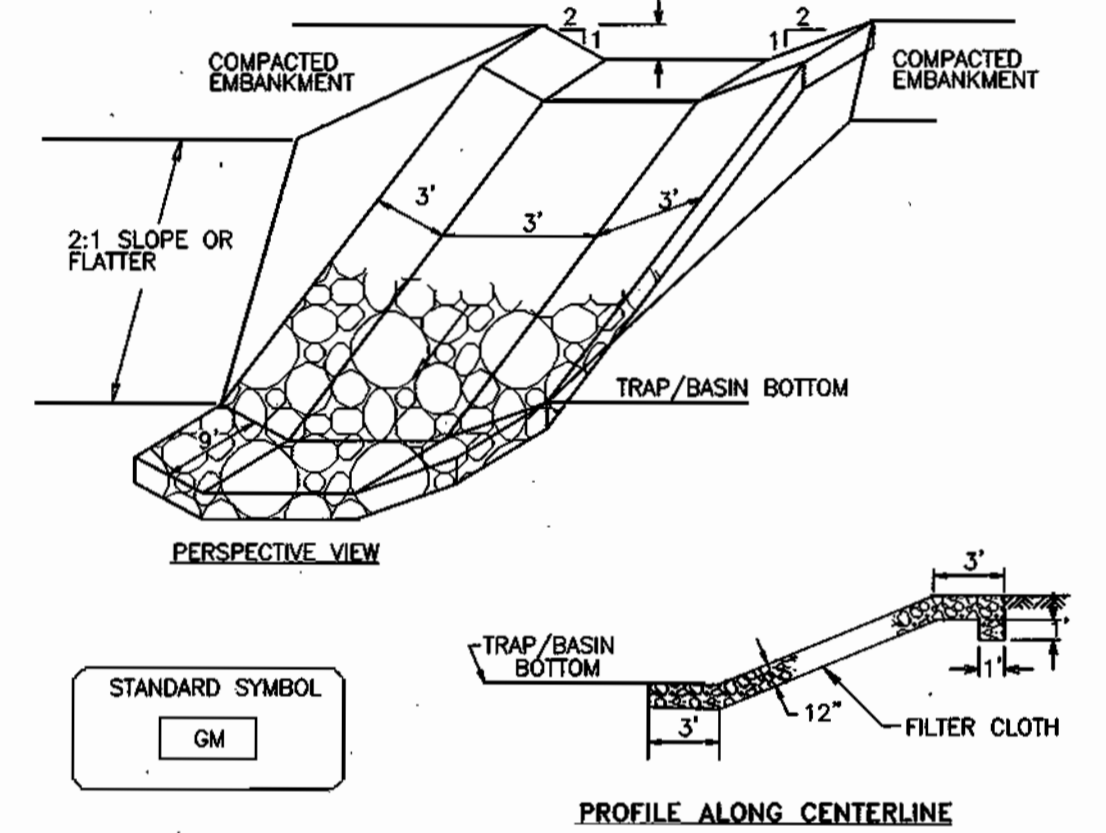 2
1
2
1
COMPACTED
EMBANKMENT
COMPACTED
EMBANKMENT
3'
3'
3'
2:1 SLOPE OR
FLATTER
TRAP/BASIN BOTTOM
9'
PERSPECTIVE VIEW
3'
1'
1'
TRAP/BASIN
BOTTOM
12"
FILTER CLOTH
3'
STANDARD SYMBOL
GM
PROFILE ALONG CENTERLINE